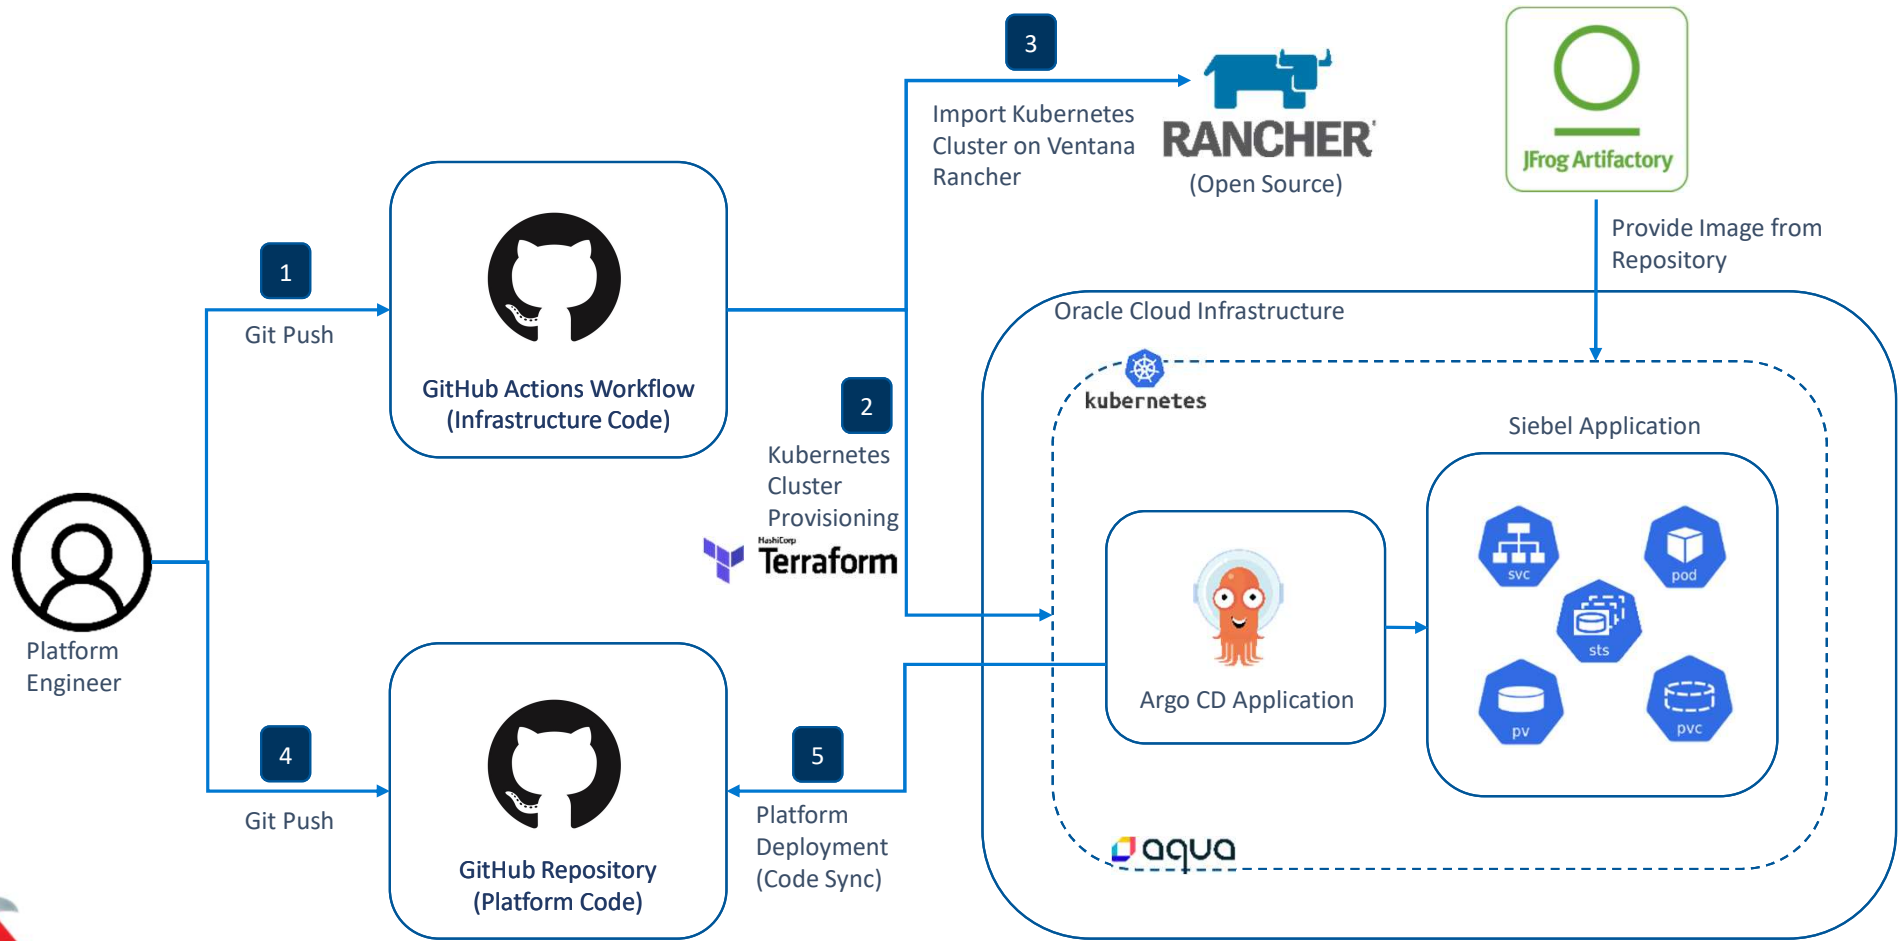 3
Import Kubernetes
Cluster on Ventana
Rancher
RANCHER
(Open Source)
JFrog Artifactory
Provide Image from
Repository
1
Git Push
GitHub Actions Workflow
(Infrastructure Code)
2
Kubernetes
Cluster
Provisioning
HashiCorp
Terraform
Oracle Cloud Infrastructure
kubernetes
Siebel Application
svc
pod
sts
pv
pvc
Argo CD Application
Platform
Engineer
4
Git Push
GitHub Repository
(Platform Code)
5
Platform
Deployment
(Code Sync)
aqua